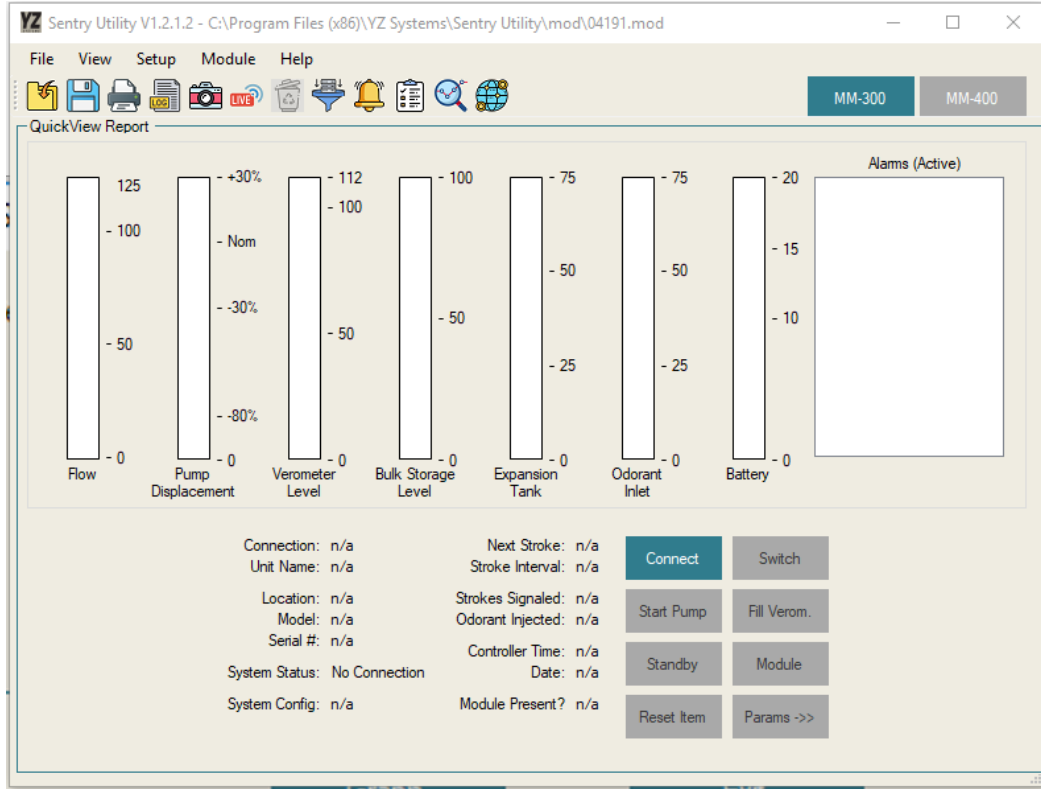 YZ Sentry Utility V1.2.1.2 - C:\Program Files (x86)\YZ Systems\Sentry Utility\mod\04191.mod
File View Setup Module Help
LOG LIVE
MM-300 MM-400
QuickView Report
Alarms (Active)
125
- 100
- 50
- 0
Flow
- +30%
- Nom
- -30%
- -80%
- 0
Pump
Displacement
- 112
- 100
- 50
- 0
Verometer
Level
- 100
- 50
- 0
Bulk Storage
Level
- 75
- 50
- 25
- 0
Expansion
Tank
- 75
- 50
- 25
- 0
Odorant
Inlet
- 20
- 15
- 10
- 0
Battery
Connection: n/a
Unit Name: n/a
Location: n/a
Model: n/a
Serial #: n/a
System Status: No Connection
System Config: n/a
Next Stroke: n/a
Stroke Interval: n/a
Strokes Signaled: n/a
Odorant Injected: n/a
Controller Time: n/a
Date: n/a
Module Present? n/a
Connect Switch
Start Pump Fill Verom.
Standby Module
Reset Item Params ->>